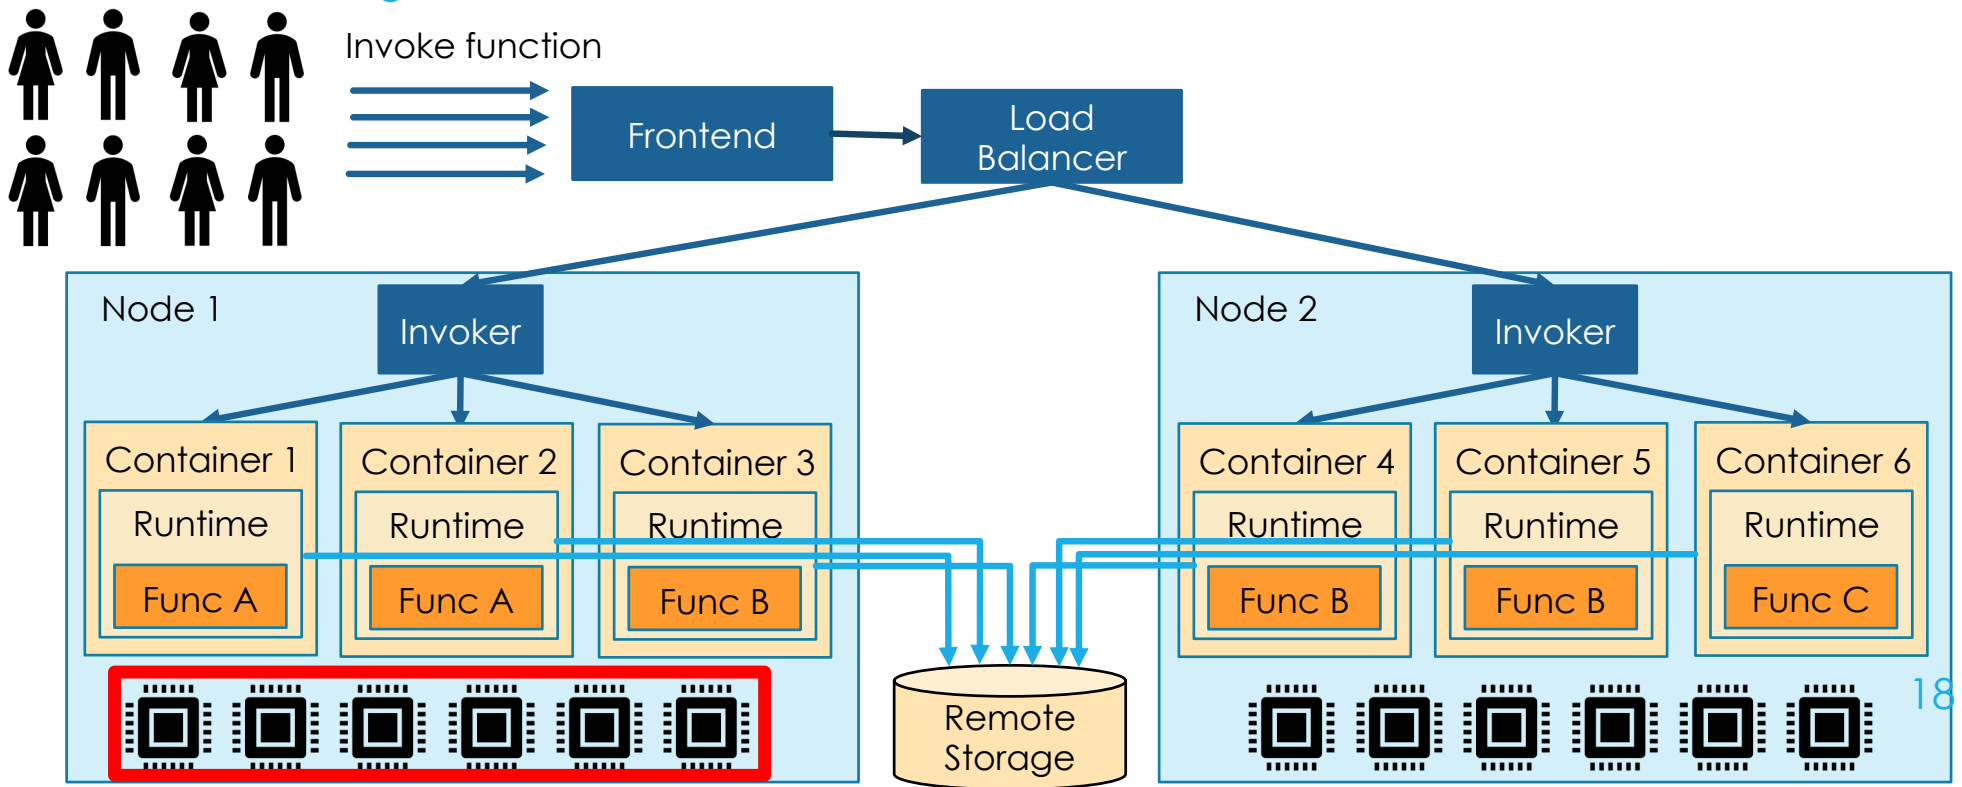 Invoke function
Frontend
Load
Balancer
Node 1
Invoker
Node 2
Invoker
Container 1
Container 2
Container 3
Container 4
Container 5
Container 6
Runtime
Runtime
Runtime
Runtime
Runtime
Runtime
Func A
Func A
Func B
Func B
Func B
Func C
Remote
Storage
18